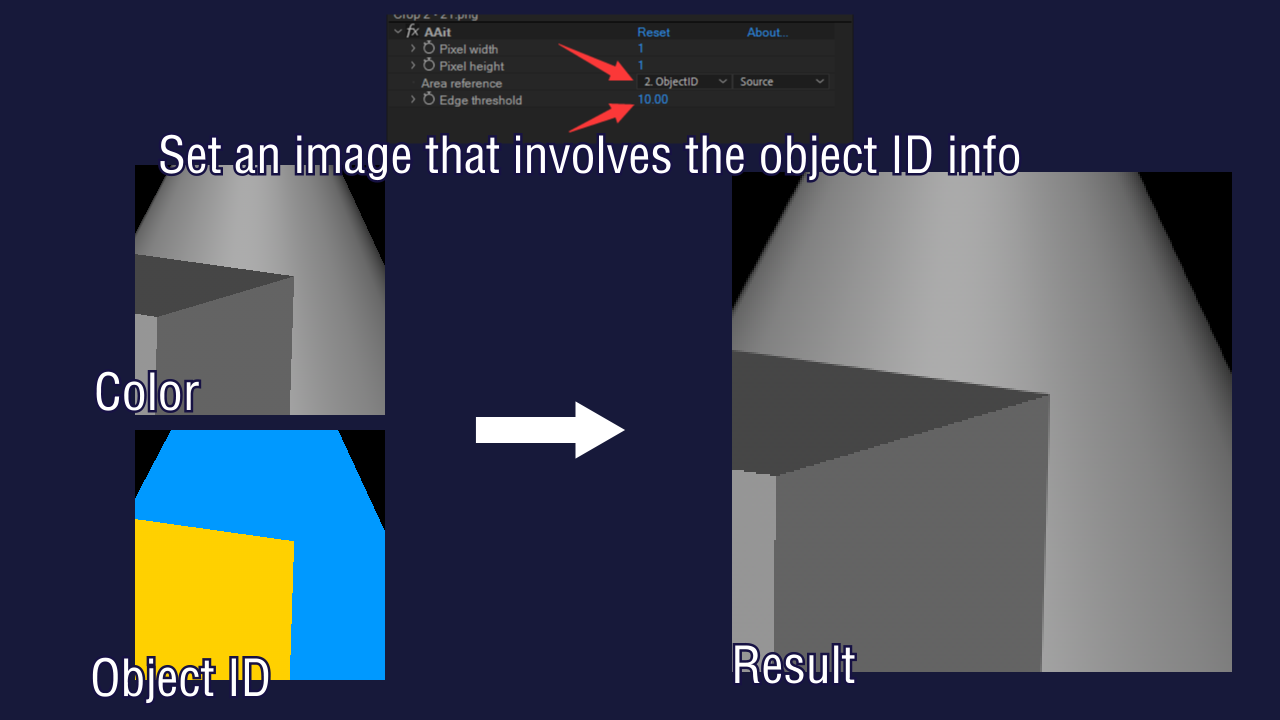 Crop 2 - 21.png
fx AAit Reset About...
Pixel width 1
Pixel height 1
Area reference 2. ObjectID Source
Edge threshold 10.00
Set an image that involves the object ID info
Color
Object ID
Result